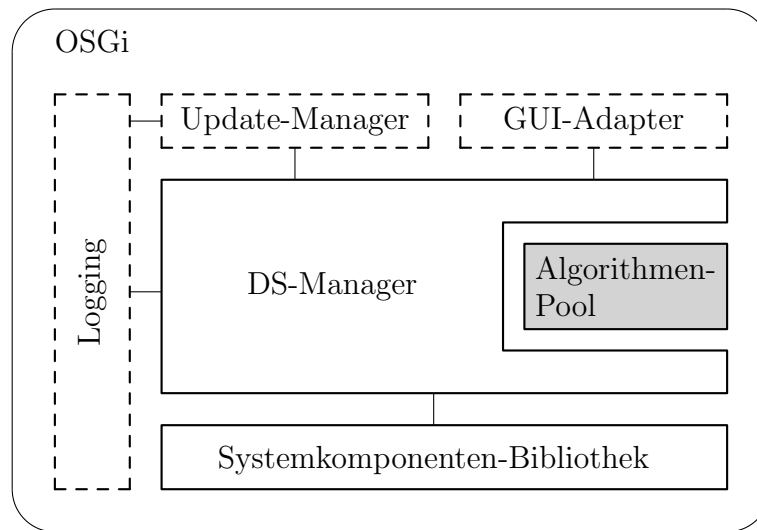 OSGi
Update-Manager
GUI-Adapter
Logging
DS-Manager
Algorithmen-
Pool
Systemkomponenten-Bibliothek